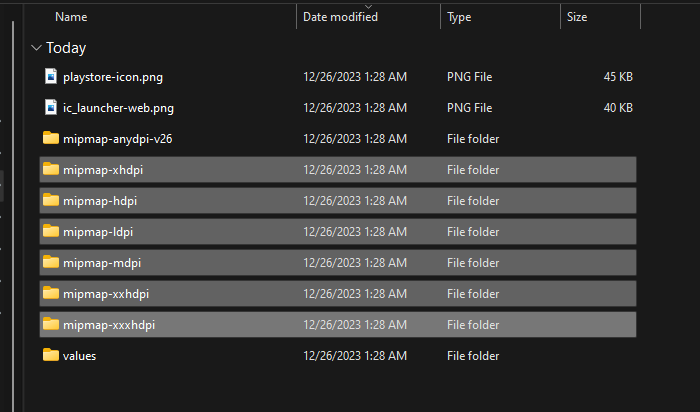 Name Date modified Type Size
Today
playstore-icon.png 12/26/2023 1:28 AM PNG File 45 KB
ic_launcher-web.png 12/26/2023 1:28 AM PNG File 40 KB
mipmap-anydpi-v26 12/26/2023 1:28 AM File folder
mipmap-xhdpi 12/26/2023 1:28 AM File folder
mipmap-hdpi 12/26/2023 1:28 AM File folder
mipmap-ldpi 12/26/2023 1:28 AM File folder
mipmap-mdpi 12/26/2023 1:28 AM File folder
mipmap-xxhdpi 12/26/2023 1:28 AM File folder
mipmap-xxxhdpi 12/26/2023 1:28 AM File folder
values 12/26/2023 1:28 AM File folder